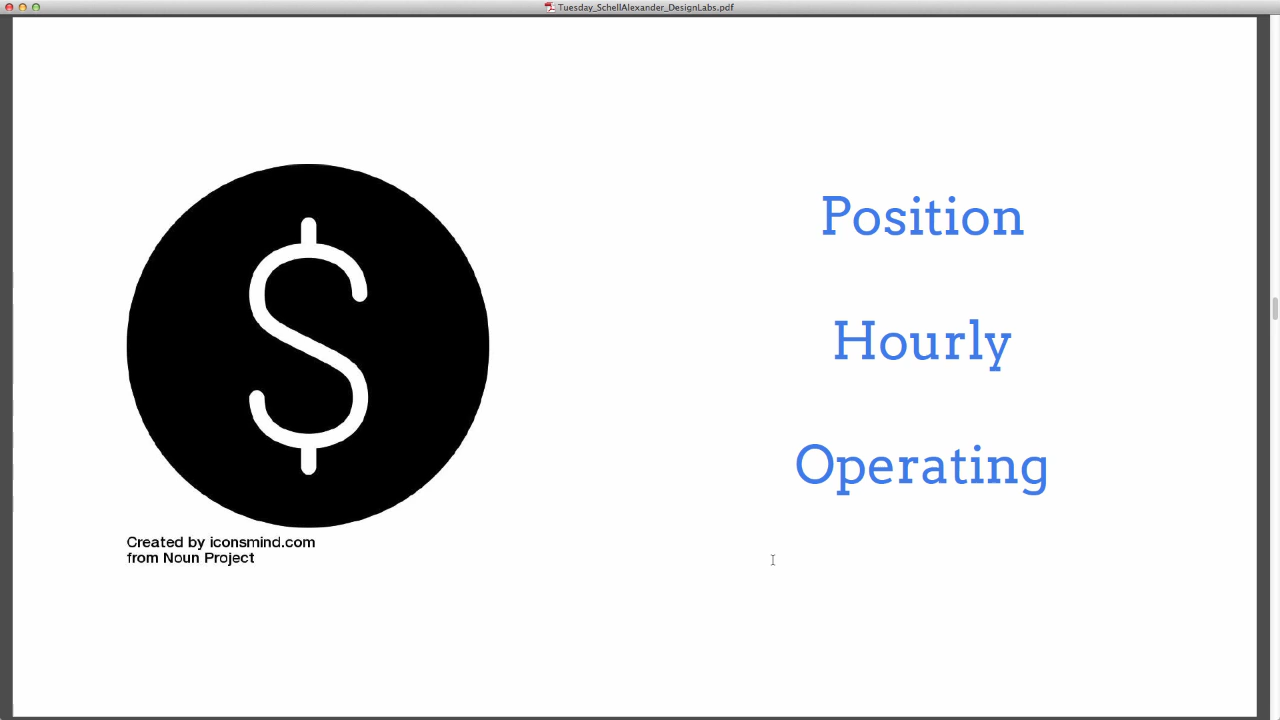 Tuesday_SchellAlexander_DesignLabs.pdf
Position
Hourly
Operating
Created by iconsmind.com
from Noun Project